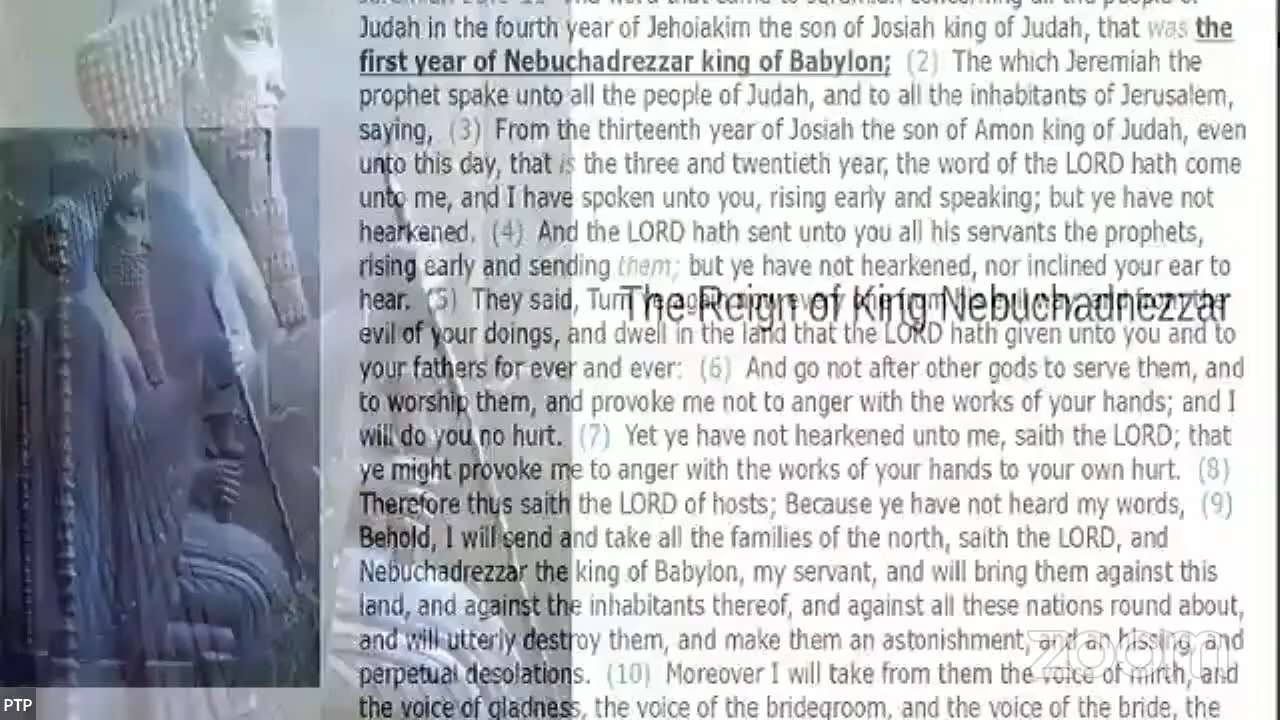 Judah in the fourth year of Jehoiakim the son of Josiah king of Judah, that was the
first year of Nebuchadrezzar king of Babylon; (2) The which Jeremiah the
prophet spake unto all the people of Judah, and to all the inhabitants of Jerusalem,
saying, (3) From the thirteenth year of Josiah the son of Amon king of Judah, even
unto this day, that is the three and twentieth year, the word of the LORD hath come
unto me, and I have spoken unto you, rising early and speaking; but ye have not
hearkened. (4) And the LORD hath sent unto you all his servants the prophets,
rising early and sending them; but ye have not hearkened, nor inclined your ear to
hear. (5) They said, Turn
The Reign of King Nebuchadnezzar
evil of your doings, and dwell in the land that the LORD hath given unto you and to
your fathers for ever and ever: (6) And go not after other gods to serve them, and
to worship them, and provoke me not to anger with the works of your hands; and I
will do you no hurt. (7) Yet ye have not hearkened unto me, saith the LORD; that
ye might provoke me to anger with the works of your hands to your own hurt. (8)
Therefore thus saith the LORD of hosts; Because ye have not heard my words, (9)
Behold, I will send and take all the families of the north, saith the LORD, and
Nebuchadrezzar the king of Babylon, my servant, and will bring them against this
land, and against the inhabitants thereof, and against all these nations round about,
and will utterly destroy them, and make them an astonishment, and an hissing, and
perpetual desolations. (10) Moreover I will take from them the voice of mirth, and
the voice of gladness, the voice of the bridegroom, and the voice of the bride, the
zoom
PTP